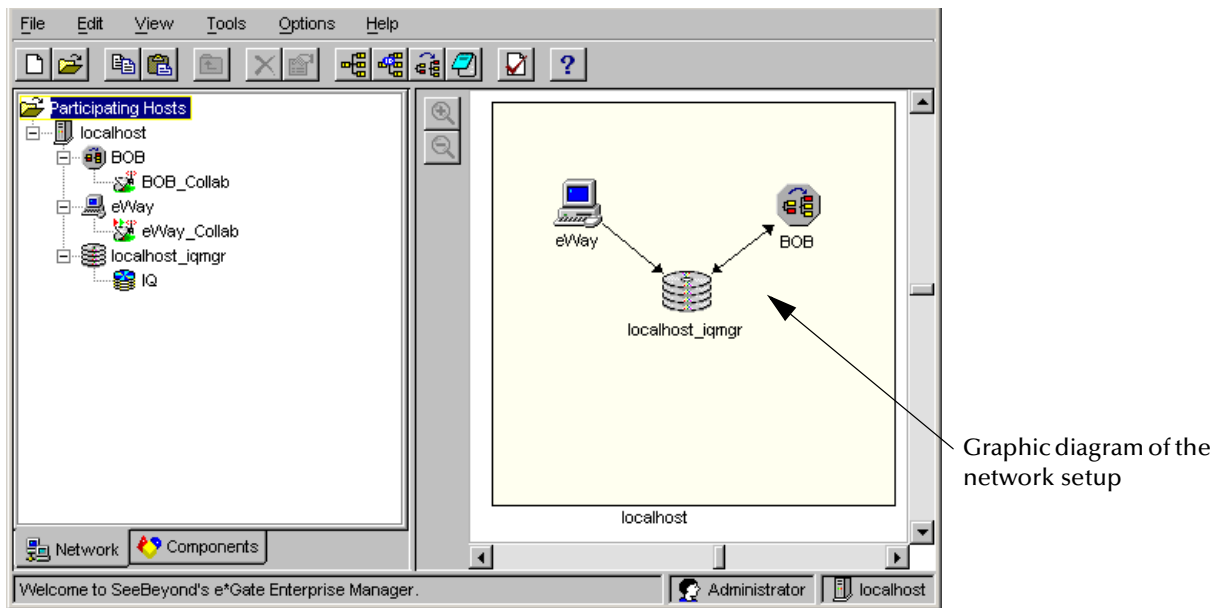 File Edit View Tools Options Help
Participating Hosts
localhost
BOB
BOB_Collab
eWay
eWay_Collab
localhost_iqmgr
IQ
eWay
BOB
localhost_iqmgr
localhost
Graphic diagram of the
network setup
Network Components
Welcome to SeeBeyond's e*Gate Enterprise Manager. Administrator localhost